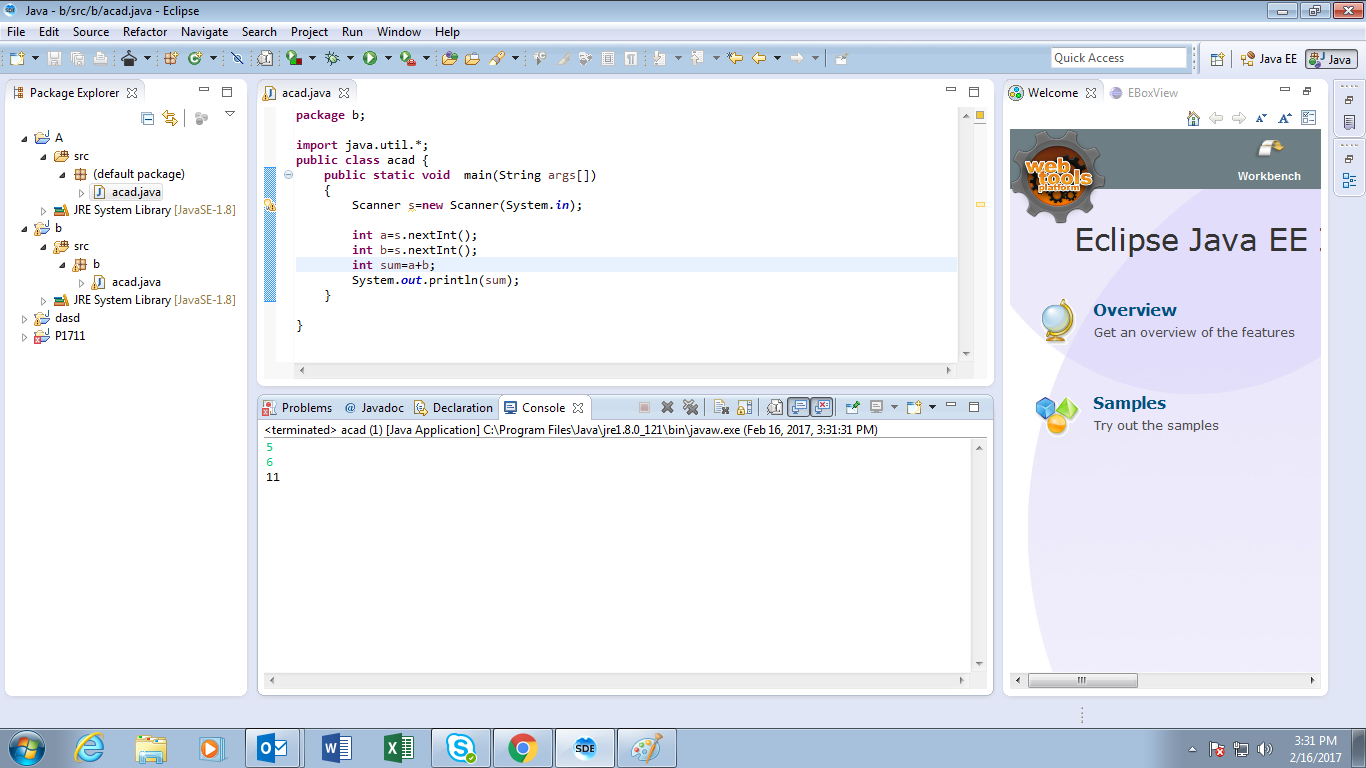 Java - b/src/b/acad.java - Eclipse
File Edit Source Refactor Navigate Search Project Run Window Help
Quick Access
Java EE
Java
Package Explorer
A
src
(default package)
acad.java
JRE System Library [JavaSE-1.8]
b
src
b
acad.java
JRE System Library [JavaSE-1.8]
dasd
P1711
acad.java
package b;
import java.util.*;
public class acad {
public static void  main(String args[])
{
Scanner s=new Scanner(System.in);
int a=s.nextInt();
int b=s.nextInt();
int sum=a+b;
System.out.println(sum);
}
}
Problems @ Javadoc Declaration Console
<terminated> acad (1) [Java Application] C:\Program Files\Java\jre1.8.0_121\bin\javaw.exe (Feb 16, 2017, 3:31:31 PM)
5
6
11
Welcome
EBoxView
web
tools
platform
Workbench
Eclipse Java EE
Overview
Get an overview of the features
Samples
Try out the samples
SDE
3:31 PM
2/16/2017